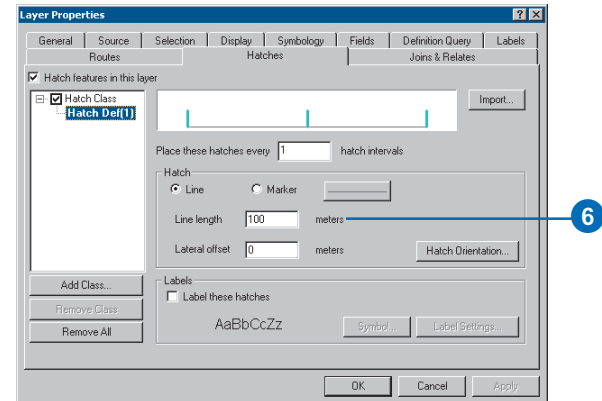 Layer Properties
General Source Selection Display Symbology Fields Definition Query Labels
Routes Hatches Joins & Relates
Hatch features in this layer
Hatch Class
Hatch Def(1)
Import...
Place these hatches every 1 hatch intervals
Hatch
Line Marker
Line length 100 meters
6
Lateral offset 0 meters
Hatch Orientation...
Add Class...
Remove Class
Remove All
Labels
Label these hatches
AaBbCcZz
Symbol...
Label Settings...
OK Cancel Apply